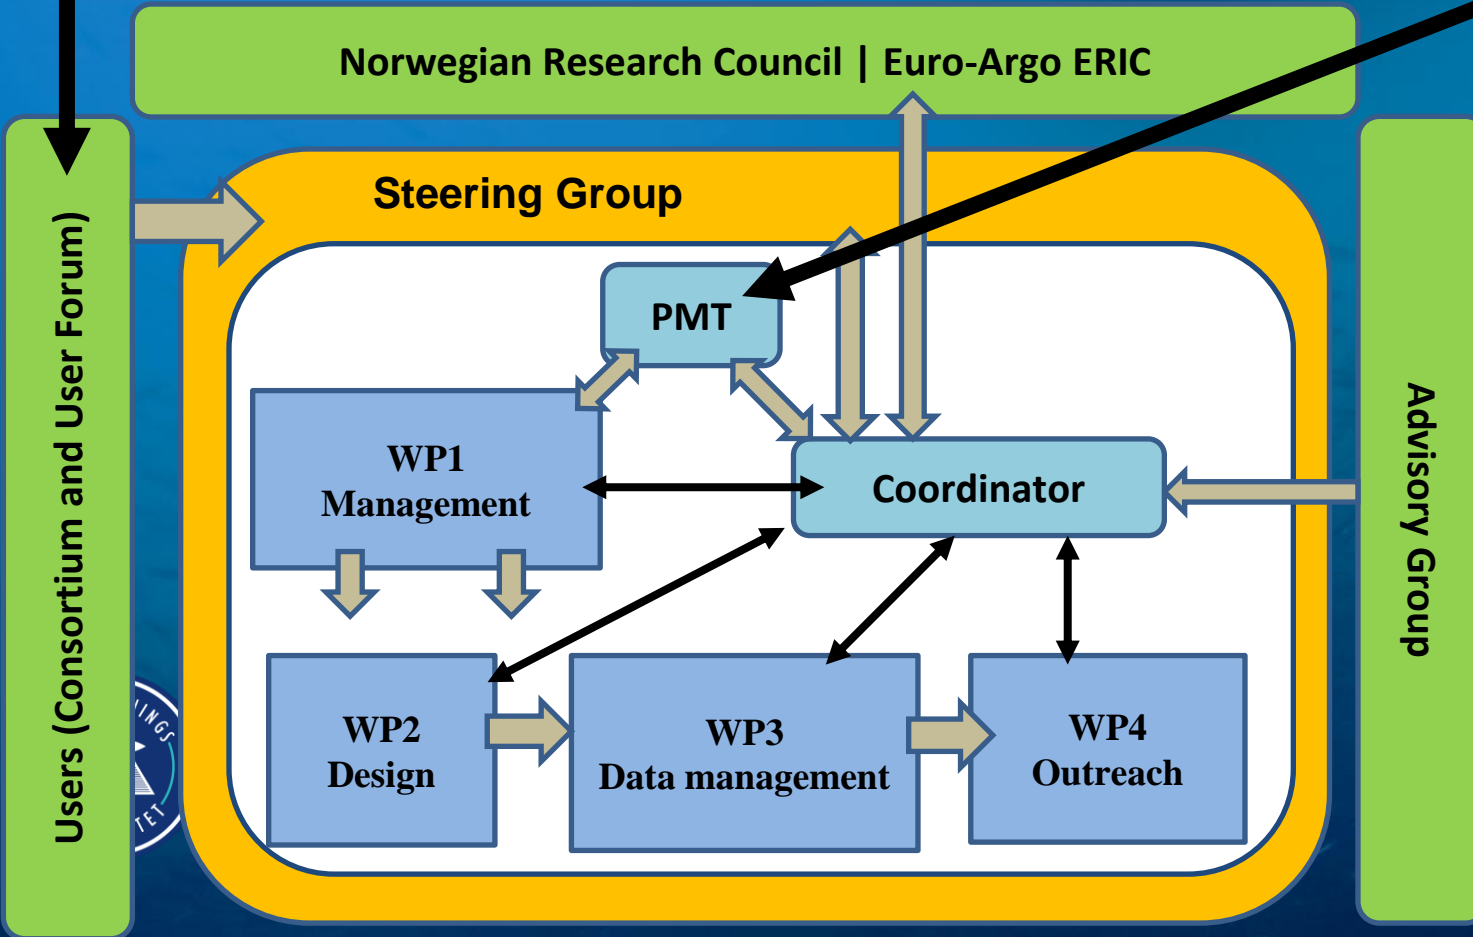 Norwegian Research Council | Euro-Argo ERIC
Users (Consortium and User Forum)
Steering Group
PMT
WP1
Management
Coordinator
Advisory Group
WP2
Design
WP3
Data management
WP4
Outreach